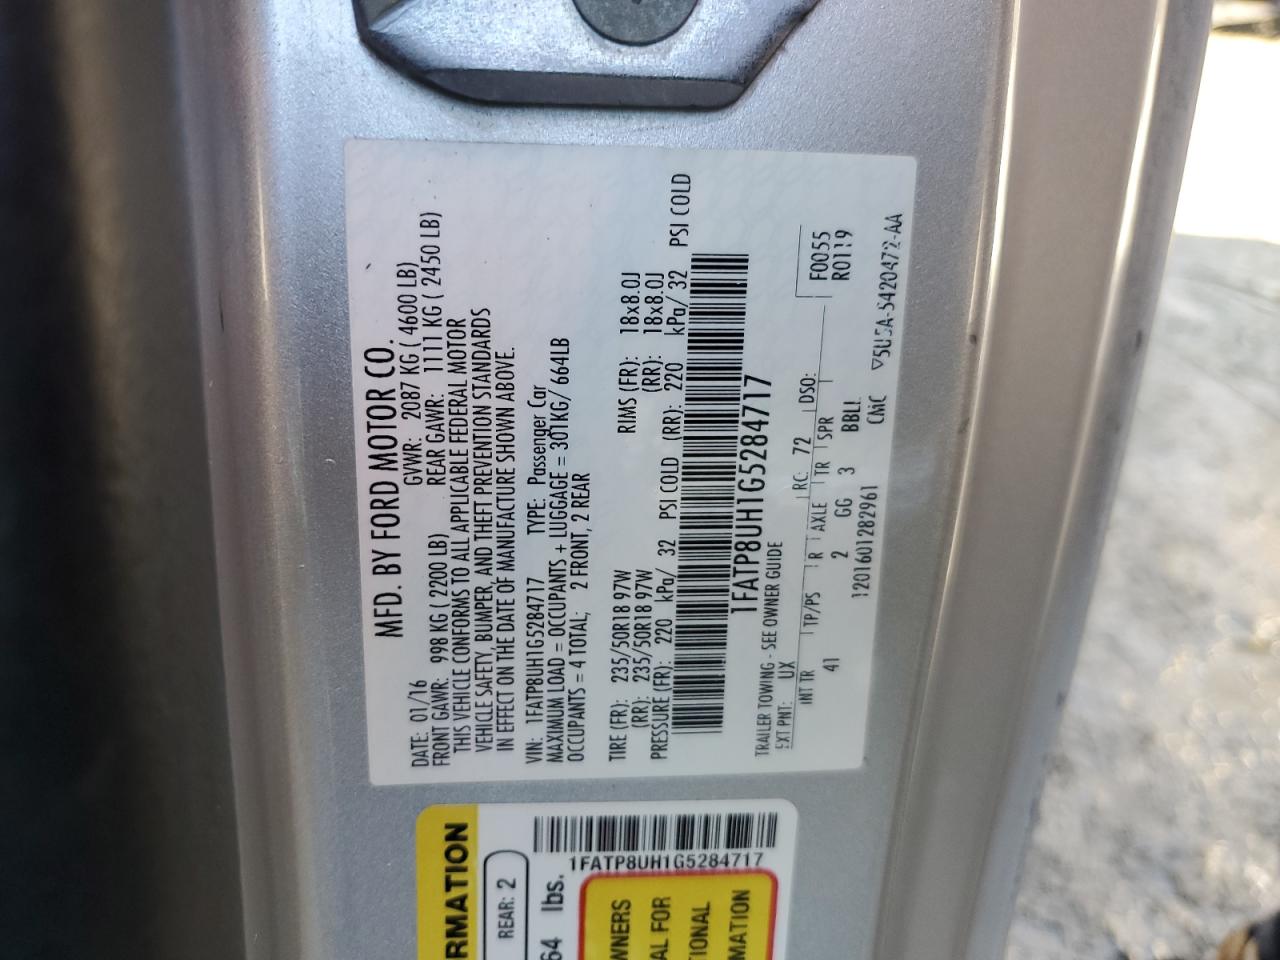 MFD. BY FORD MOTOR CO.
DATE: 01/16 GVWR: 2087 KG ( 4600 LB)
FRONT GAWR: 998 KG ( 2200 LB) REAR GAWR: 1111 KG ( 2450 LB)
THIS VEHICLE CONFORMS TO ALL APPLICABLE FEDERAL MOTOR
VEHICLE SAFETY, BUMPER, AND THEFT PREVENTION STANDARDS
IN EFFECT ON THE DATE OF MANUFACTURE SHOWN ABOVE.
VIN: 1FATP8UH1G5284717 TYPE: Passenger Car
MAXIMUM LOAD = OCCUPANTS + LUGGAGE = 301KG/ 664LB
OCCUPANTS = 4 TOTAL; 2 FRONT, 2 REAR
TIRE (FR): 235/50R18 97W RIMS (FR): 18x8.0J
(RR): 235/50R18 97W (RR): 18x8.0J
PRESSURE (FR): 220 kPa/ 32 PSI COLD (RR): 220 kPa/ 32 PSI COLD
1FATP8UH1G5284717
TRAILER TOWING - SEE OWNER GUIDE
EXT PNT: UX RC: 72 DSO: F0055
INT TR TP/PS R AXLE TR SPR R0119
41 2 GG 3 BBLL
1201601282961 CMC ▽5U5A-5420472-AA
RMATION
REAR: 2
64 lbs.
1FATP8UH1G5284717
WNERS
AL FOR
TIONAL
MATION